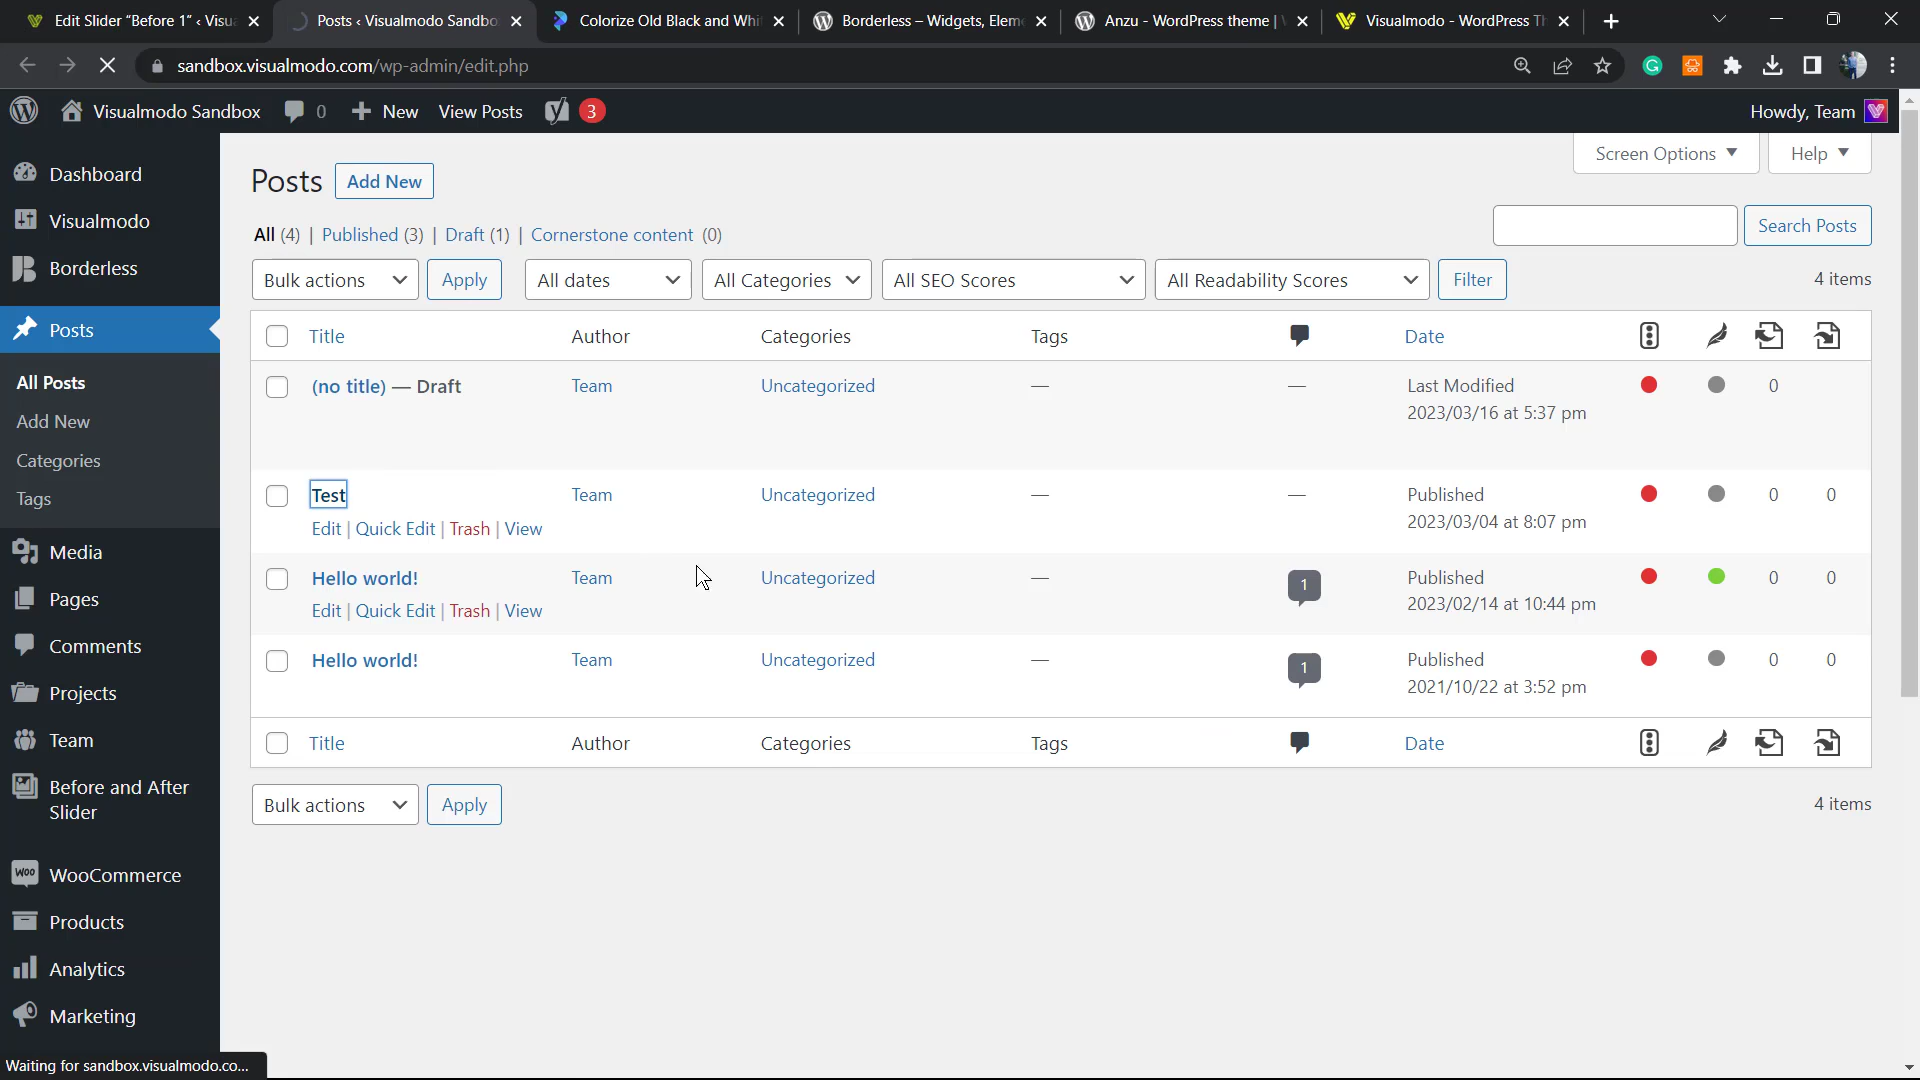 Edit Slider “Before 1” ‹ Visua
Posts ‹ Visualmodo Sandbo
Colorize Old Black and Whi
Borderless – Widgets, Elem
Anzu - WordPress theme |
Visualmodo - WordPress Th
sandbox.visualmodo.com/wp-admin/edit.php
Visualmodo Sandbox 0 New View Posts 3
Howdy, Team
Dashboard
Visualmodo
Borderless
Posts
All Posts
Add New
Categories
Tags
Media
Pages
Comments
Projects
Team
Before and After
Slider
WooCommerce
Products
Analytics
Marketing
Screen Options Help
Posts Add New
All (4) | Published (3) | Draft (1) | Cornerstone content (0)
Search Posts
Bulk actions Apply All dates All Categories All SEO Scores All Readability Scores Filter 4 items
Title Author Categories Tags Date
(no title) — Draft Team Uncategorized — — Last Modified 0
2023/03/16 at 5:37 pm
Test Team Uncategorized — — Published 0 0
Edit | Quick Edit | Trash | View 2023/03/04 at 8:07 pm
Hello world! Team Uncategorized — 1 Published 0 0
Edit | Quick Edit | Trash | View 2023/02/14 at 10:44 pm
Hello world! Team Uncategorized — 1 Published 0 0
2021/10/22 at 3:52 pm
Title Author Categories Tags Date
Bulk actions Apply 4 items
Waiting for sandbox.visualmodo.co...